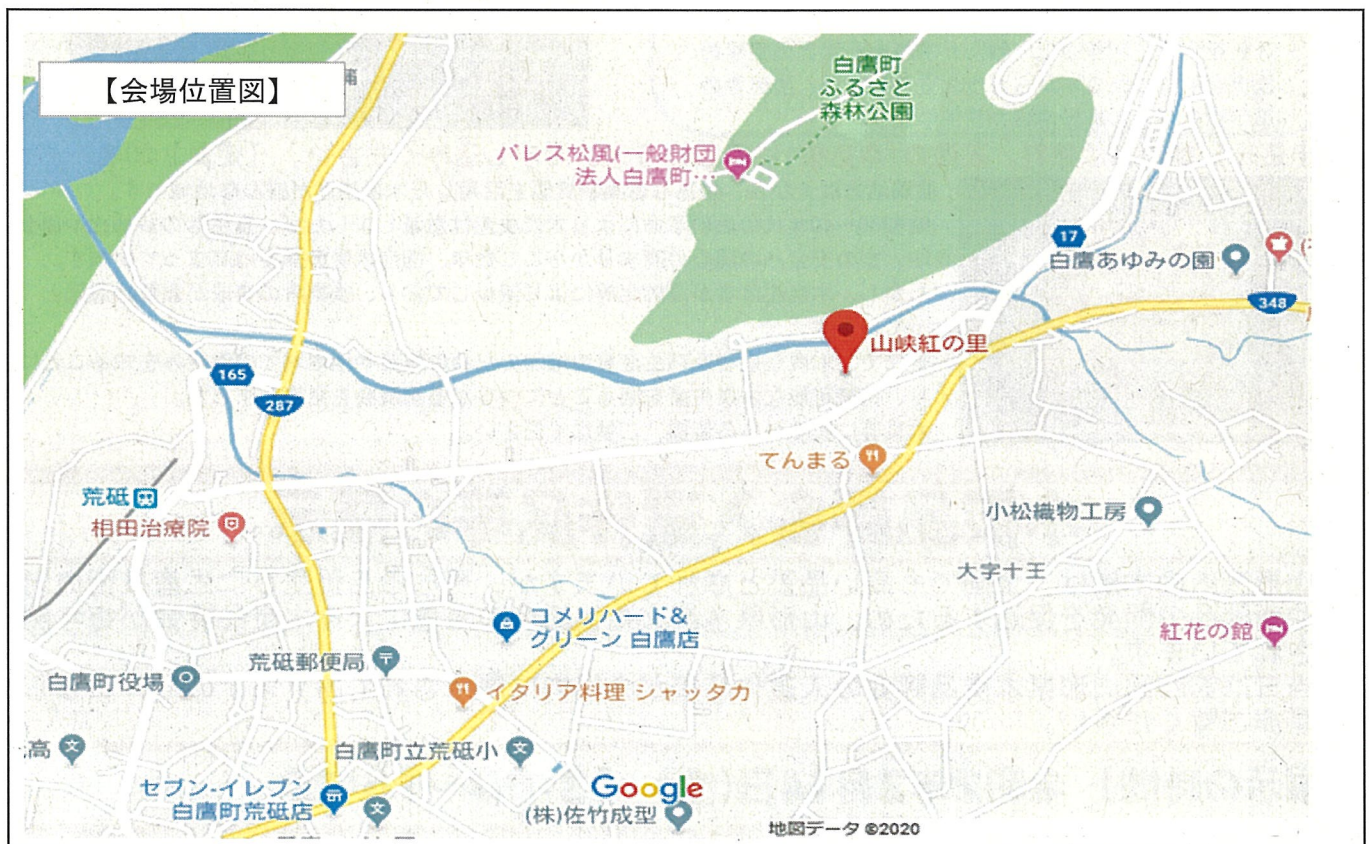 【会場位置図】
蒲
白鷹町
ふるさと
森林公園
パレス松風(一般財団
法人白鷹町…
17
白鷹あゆみの園
348
山峡紅の里
165
287
てんまる
荒砥
相田治療院
小松織物工房
大字十王
コメリハード&
グリーン 白鷹店
紅花の館
荒砥郵便局
白鷹町役場
イタリア料理 シャッタカ
高
白鷹町立荒砥小
セブン-イレブン
白鷹町荒砥店
Google
(株)佐竹成型
地図データ ©2020